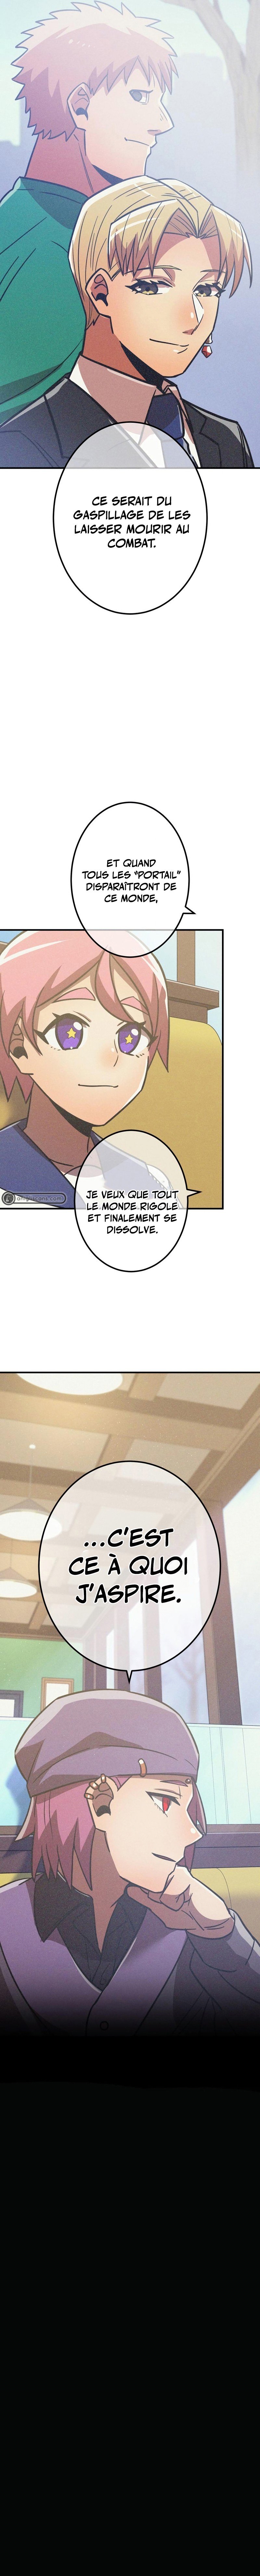 CE SERAIT DU
GASPILLAGE DE LES
LAISSER MOURIR AU
COMBAT.
ET QUAND
TOUS LES "PORTAIL"
DISPARAÎTRONT DE
CE MONDE,
JE VEUX QUE TOUT
LE MONDE RIGOLE
ET FINALEMENT SE
DISSOLVE.
...C'EST
CE À QUOI
J'ASPIRE.